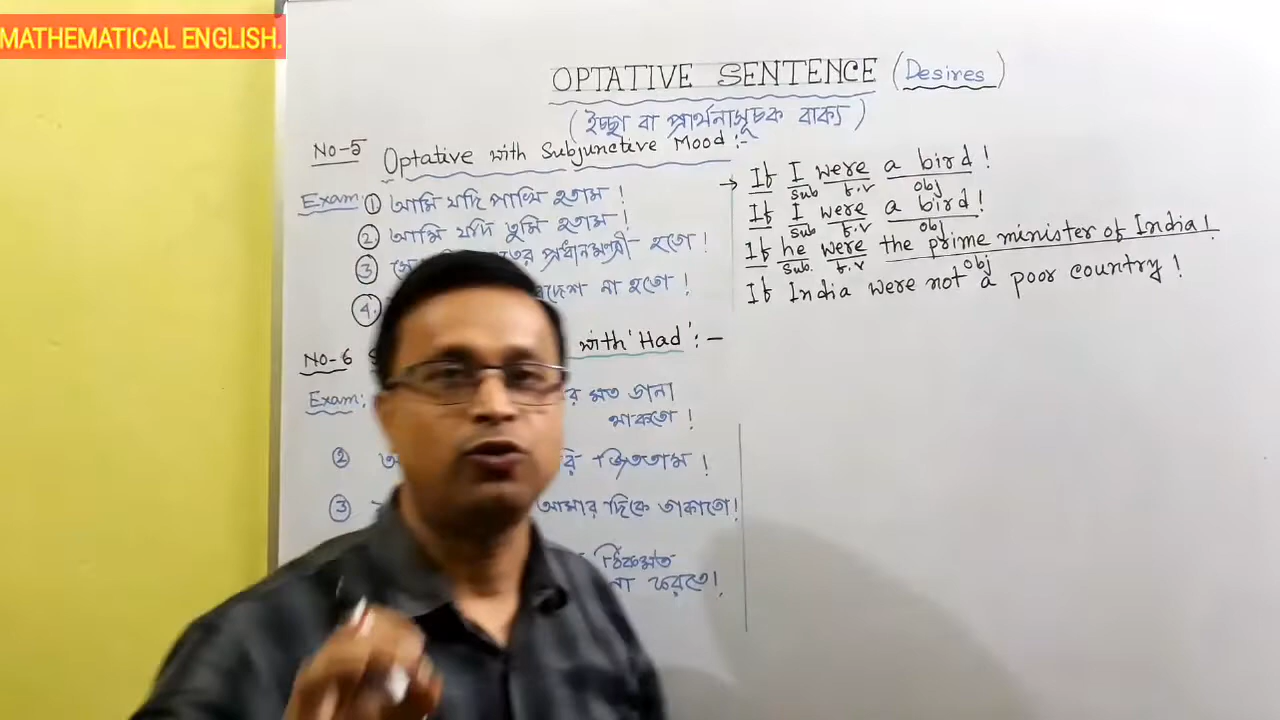 MATHEMATICAL ENGLISH.
OPTATIVE SENTENCE (Desires)
(ইচ্ছা বা প্রার্থনাসূচক বাক্য)
No-5 Optative with Subjunctive Mood:-
Exam: ① আমি যদি পাখি হতাম !
② আমি যদি তুমি হতাম !
③ প্রধানমন্ত্রী হতো !
④. না হতো !
→ If I were a bird!
Sub f.v obj
If I were a bird!
Sub f.v obj
If he were the prime minister of India!
Sub. f.v obj
If India were not a poor country!
No-6 with 'Had':-
Exam: মত ডানা
থাকতো !
② জিততাম !
③ আমার দিকে তাকাতো!
ঠিকমত